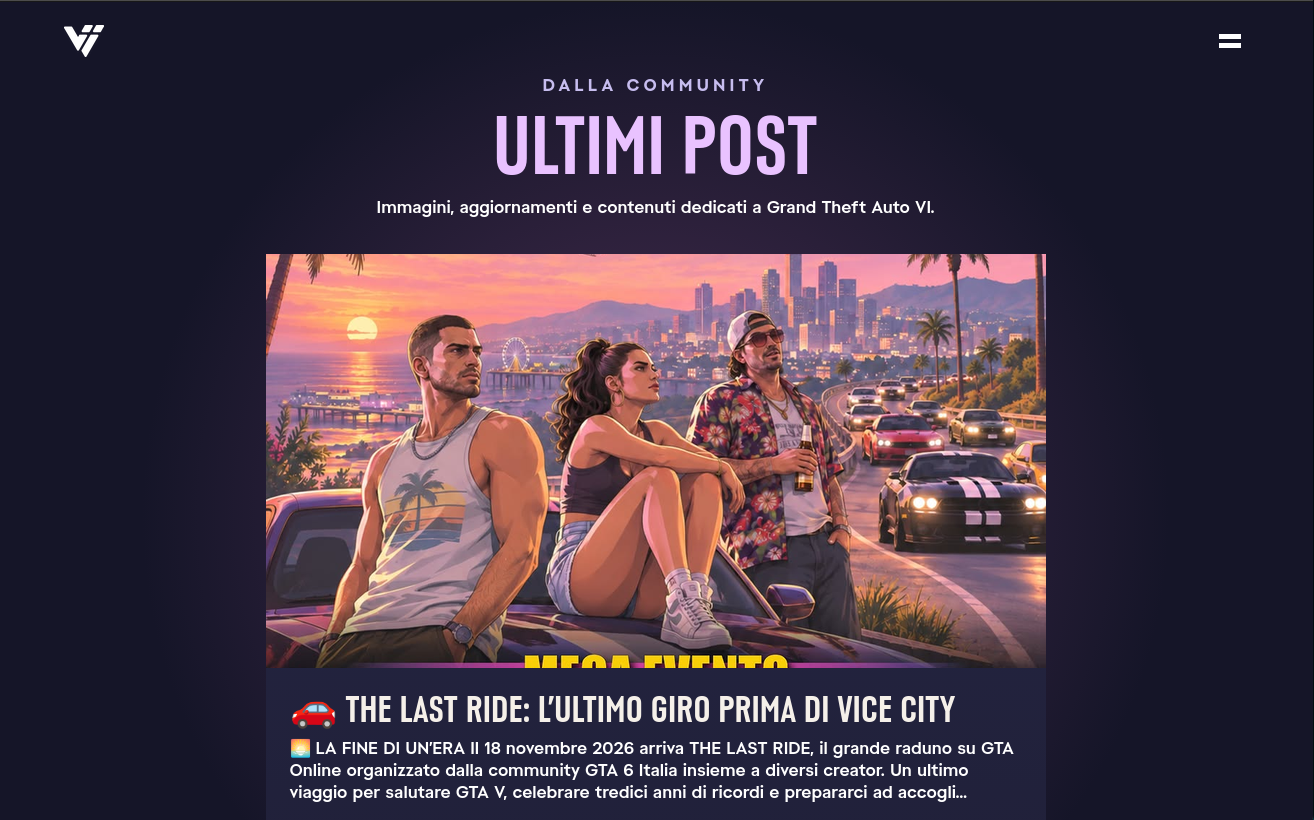 DALLA COMMUNITY
ULTIMI POST
Immagini, aggiornamenti e contenuti dedicati a Grand Theft Auto VI.
MEGA EVENTO
🚗 THE LAST RIDE: L’ULTIMO GIRO PRIMA DI VICE CITY
🌅 LA FINE DI UN’ERA Il 18 novembre 2026 arriva THE LAST RIDE, il grande raduno su GTA
Online organizzato dalla community GTA 6 Italia insieme a diversi creator. Un ultimo
viaggio per salutare GTA V, celebrare tredici anni di ricordi e prepararci ad accogli...